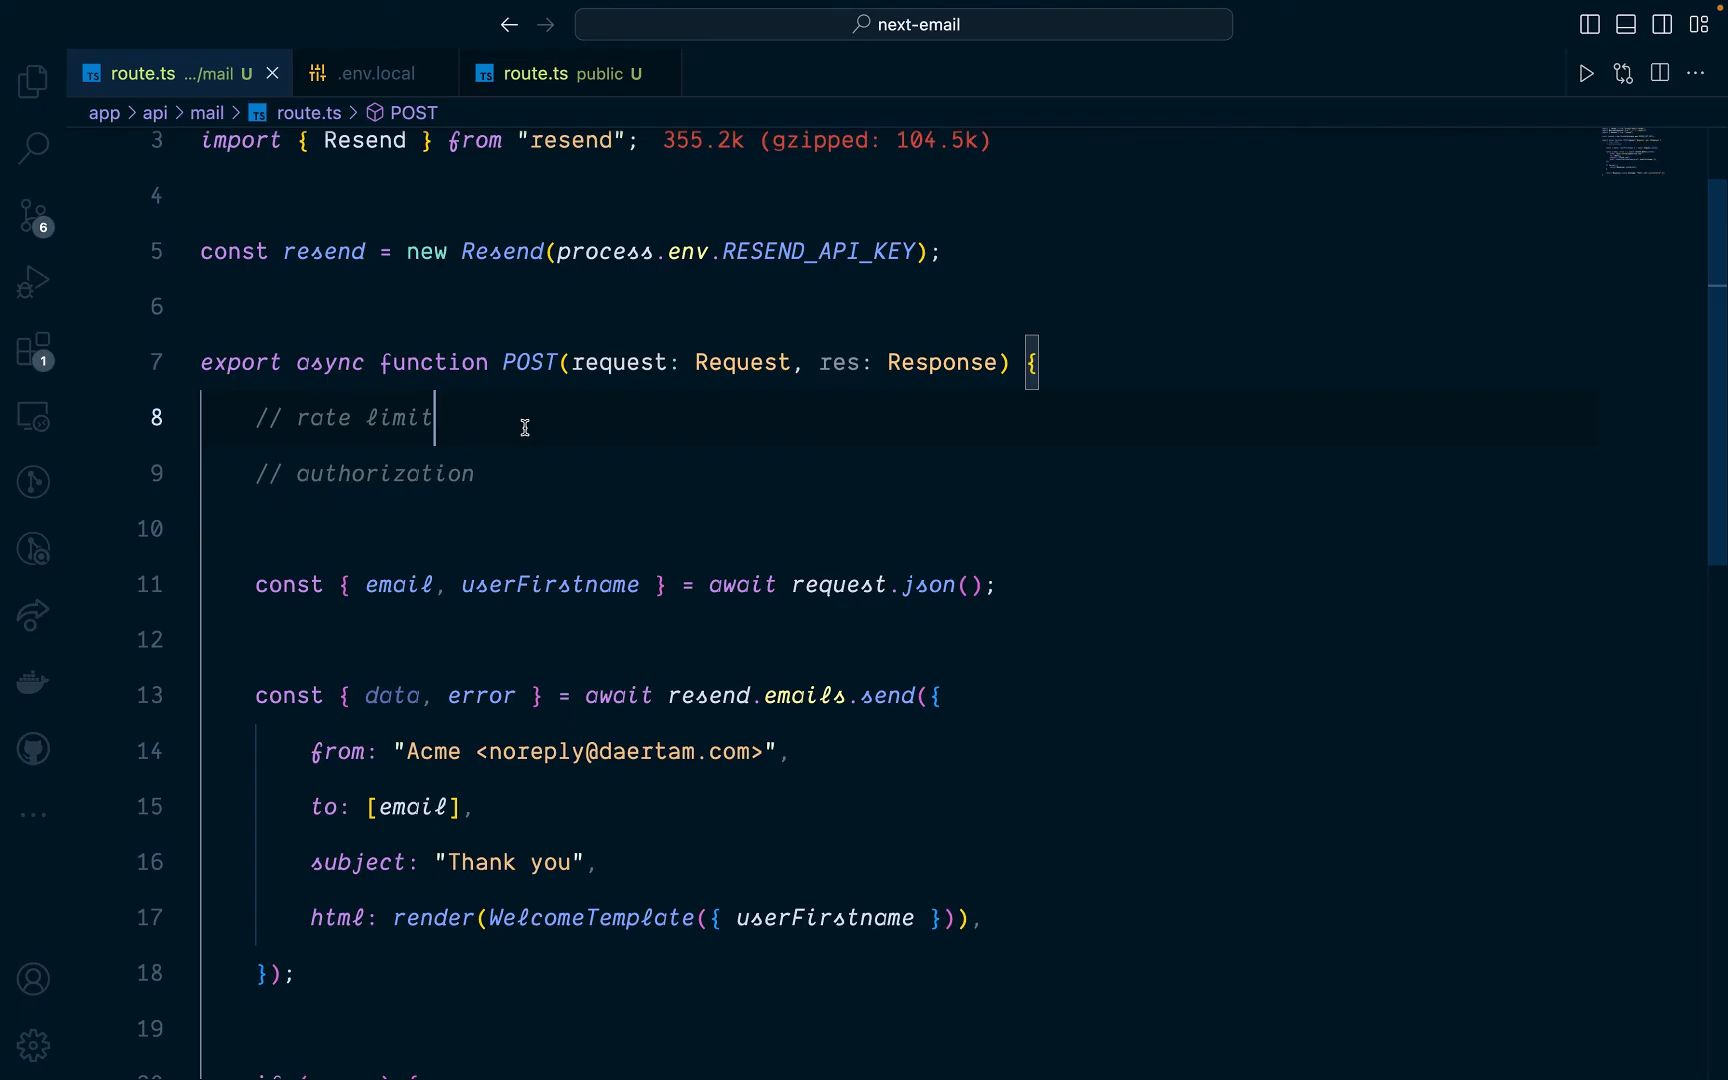 next-email
route.ts .../mail U
.env.local
route.ts public U
app > api > mail > TS route.ts > POST
3 import { Resend } from "resend"; 355.2k (gzipped: 104.5k)
4
5 const resend = new Resend(process.env.RESEND_API_KEY);
6
7 export async function POST(request: Request, res: Response) {
8 // rate limit
9 // authorization
10
11 const { email, userFirstname } = await request.json();
12
13 const { data, error } = await resend.emails.send({
14 from: "Acme <noreply@daertam.com>",
15 to: [email],
16 subject: "Thank you",
17 html: render(WelcomeTemplate({ userFirstname })),
18 });
19
6
1